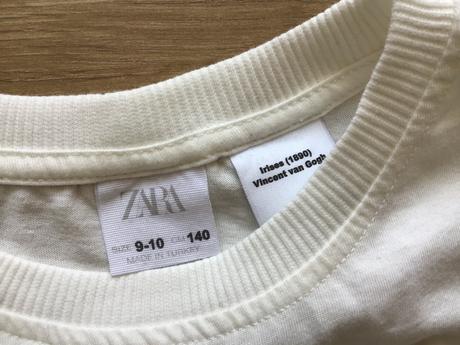 ZARA
SIZE 9-10 CM 140
MADE IN TURKEY
Irises (1890)
Vincent van Gogh